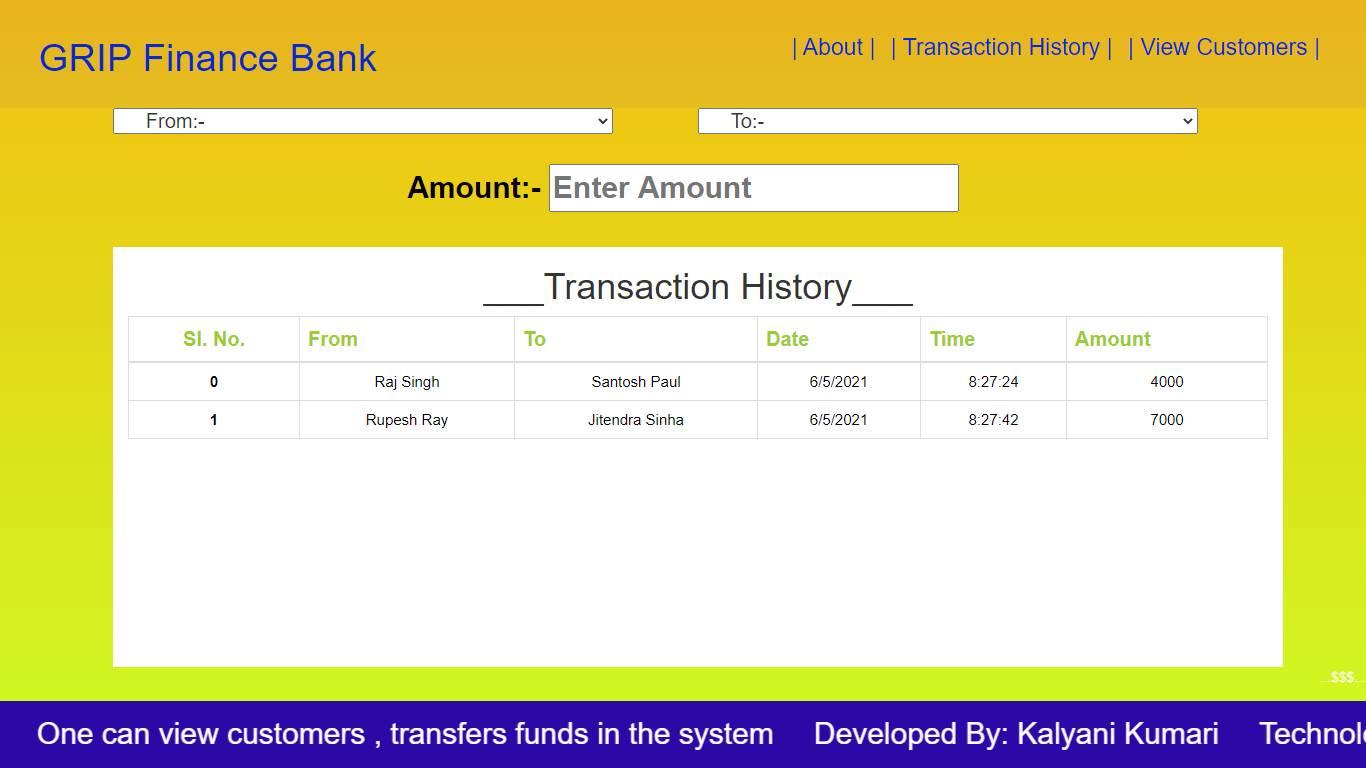 GRIP Finance Bank
| About | | Transaction History | | View Customers |
From:- To:-
Amount:- Enter Amount
___Transaction History___
Sl. No. From To Date Time Amount
0 Raj Singh Santosh Paul 6/5/2021 8:27:24 4000
1 Rupesh Ray Jitendra Sinha 6/5/2021 8:27:42 7000
...$$$...
One can view customers , transfers funds in the system Developed By: Kalyani Kumari